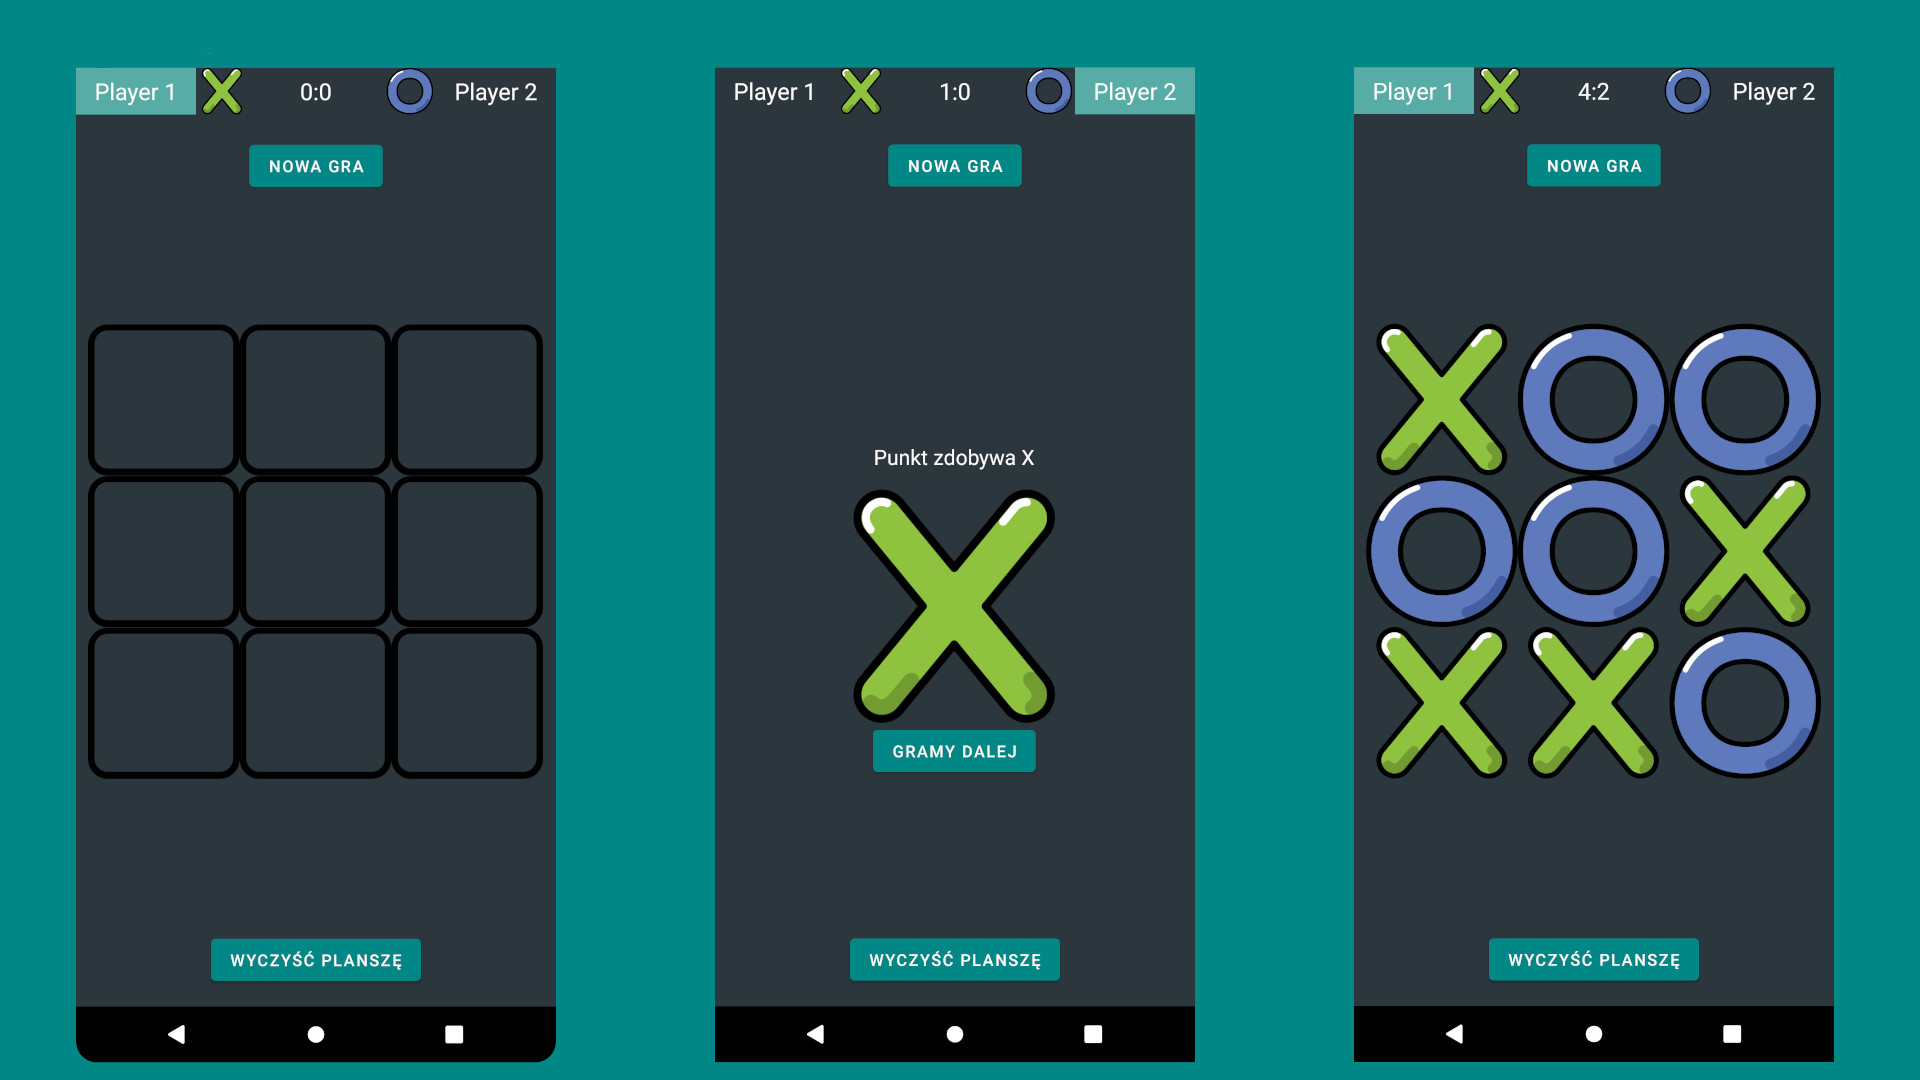 Player 1 0:0 Player 2
NOWA GRA
WYCZYŚĆ PLANSZĘ
Player 1 1:0 Player 2
NOWA GRA
Punkt zdobywa X
GRAMY DALEJ
WYCZYŚĆ PLANSZĘ
Player 1 4:2 Player 2
NOWA GRA
WYCZYŚĆ PLANSZĘ